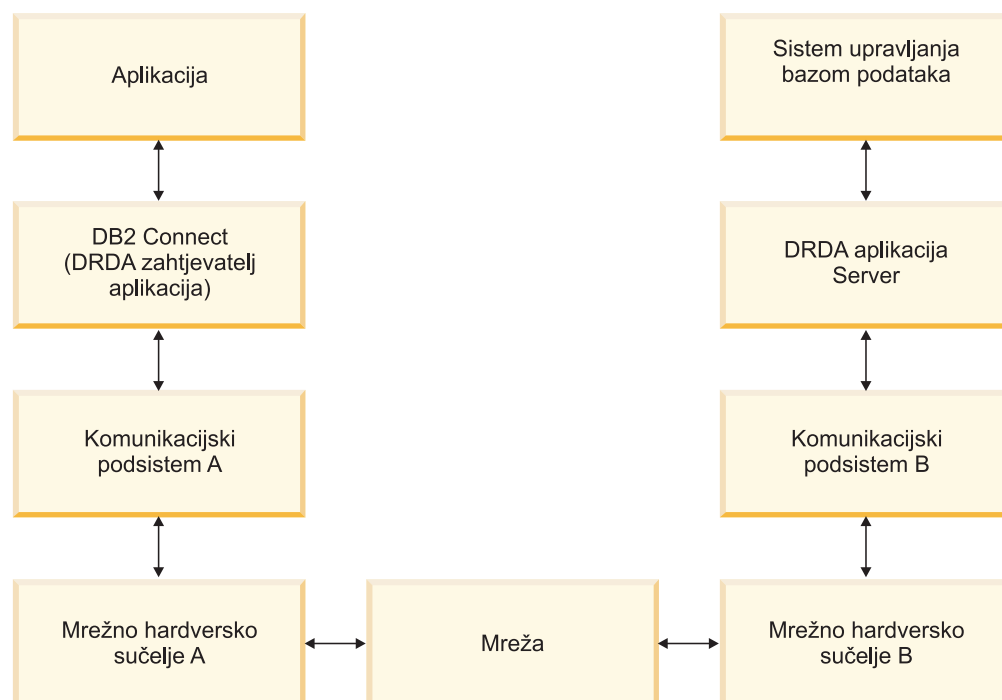 Aplikacija
Sistem upravljanja
bazom podataka
DB2 Connect
(DRDA zahtjevatelj
aplikacija)
DRDA aplikacija
Server
Komunikacijski
podsistem A
Komunikacijski
podsistem B
Mrežno hardversko
sučelje A
Mreža
Mrežno hardversko
sučelje B